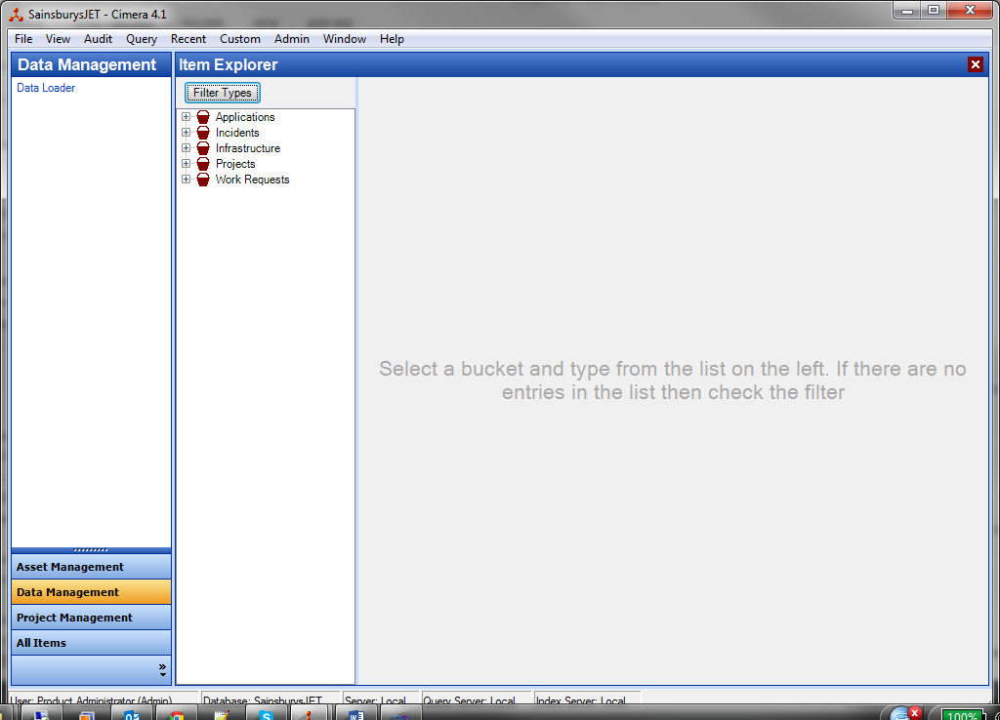 SainsburysJET - Cimera 4.1
File View Audit Query Recent Custom Admin Window Help
Data Management
Data Loader
Item Explorer
Filter Types
Applications
Incidents
Infrastructure
Projects
Work Requests
Select a bucket and type from the list on the left. If there are no
entries in the list then check the filter
Asset Management
Data Management
Project Management
All Items
User: Product Administrator (Admin) Database: SainsburysJET Server: Local Query Server: Local Index Server: Local
100%